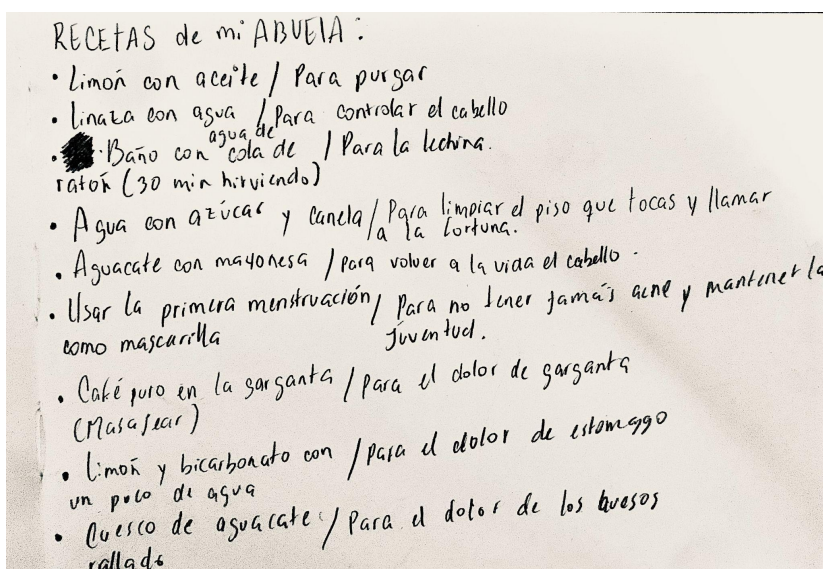 RECETAS de mi ABUELA:
• Limón con aceite / Para purgar
• Linaza con agua / Para controlar el cabello
• Baño con agua de cola de / Para la lechina.
ratón (30 min hirviendo)
• Agua con azúcar y canela / Para limpiar el piso que tocas y llamar
a la fortuna.
• Aguacate con mayonesa / para volver a la vida el cabello.
• Usar la primera menstruación / Para no tener jamás acne y mantener la
como mascarilla juventud.
• Café puro en la garganta / Para el dolor de garganta
(Masajear)
• Limón y bicarbonato con / Para el dolor de estomago
un poco de agua
• Cuesco de aguacate / Para el dolor de los huesos
rallado